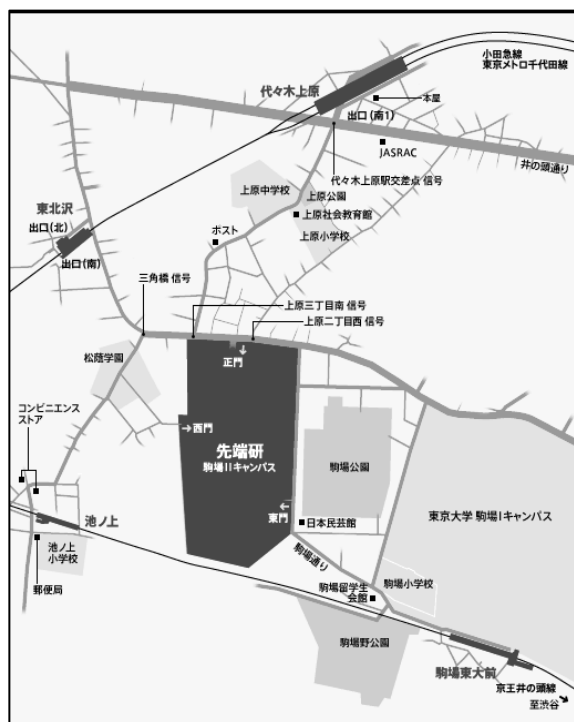 小田急線
東京メトロ千代田線
代々木上原
本屋
出口(南1)
JASRAC
井の頭通り
代々木上原駅交差点 信号
上原中学校
上原公園
上原社会教育館
上原小学校
東北沢
出口(北)
出口(南)
ポスト
三角橋 信号
上原三丁目南 信号
上原二丁目西 信号
正門
松蔭学園
コンビニエンス
ストア
西門
先端研
駒場IIキャンパス
駒場公園
東京大学 駒場Iキャンパス
東門
日本民芸館
池ノ上
池ノ上
小学校
郵便局
駒場通り
駒場小学校
駒場留学生
会館
駒場野公園
駒場東大前
京王井の頭線
至渋谷